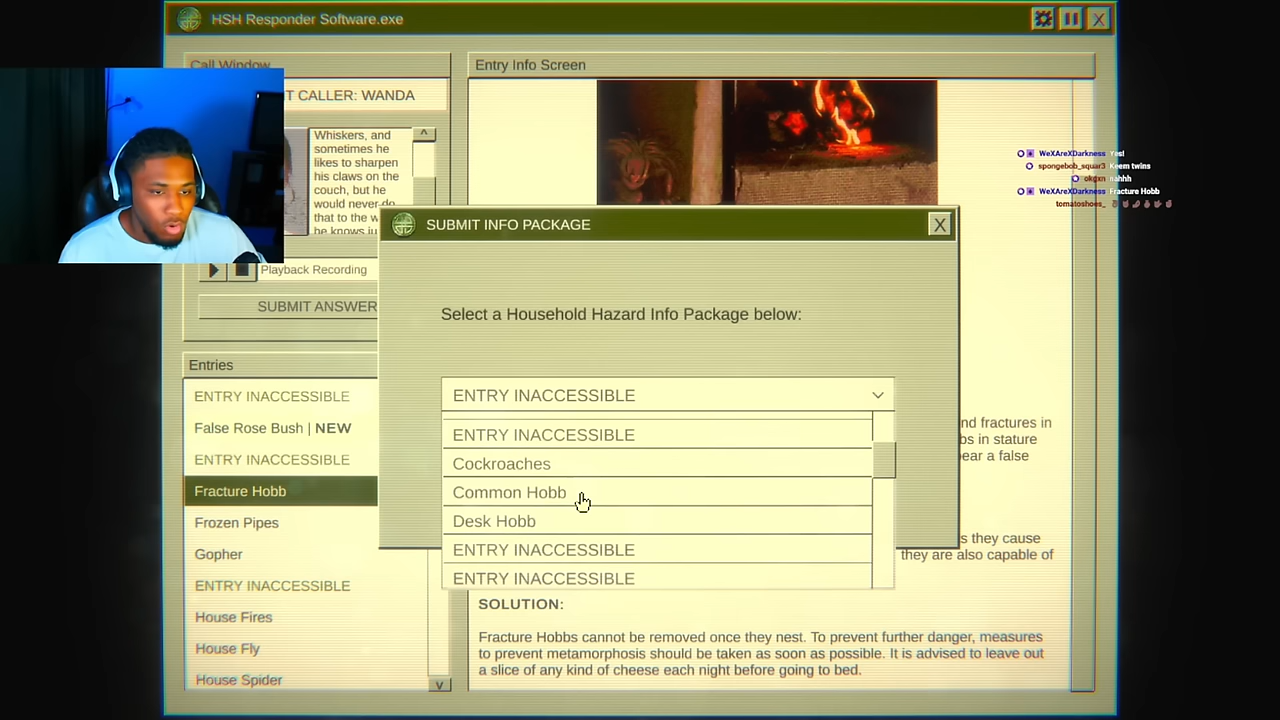 HSH Responder Software.exe
X
Call Window
Entry Info Screen
T CALLER: WANDA
Whiskers, and
sometimes he
likes to sharpen
his claws on the
couch, but he
would never do
that to the w
he knows ju
Playback Recording
SUBMIT ANSWER
WeXAreXDarkness Yes!
spongebob_squar3 Keem twins
okgxn nahhh
WeXAreXDarkness Fracture Hobb
tomatoshoes_
SUBMIT INFO PACKAGE
X
Select a Household Hazard Info Package below:
ENTRY INACCESSIBLE
ENTRY INACCESSIBLE
Cockroaches
Common Hobb
Desk Hobb
ENTRY INACCESSIBLE
ENTRY INACCESSIBLE
Entries
ENTRY INACCESSIBLE
False Rose Bush | NEW
ENTRY INACCESSIBLE
Fracture Hobb
Frozen Pipes
Gopher
ENTRY INACCESSIBLE
House Fires
House Fly
House Spider
nd fractures in
bs in stature
ear a false
s they cause
they are also capable of
SOLUTION:
Fracture Hobbs cannot be removed once they nest. To prevent further danger, measures
to prevent metamorphosis should be taken as soon as possible. It is advised to leave out
a slice of any kind of cheese each night before going to bed.